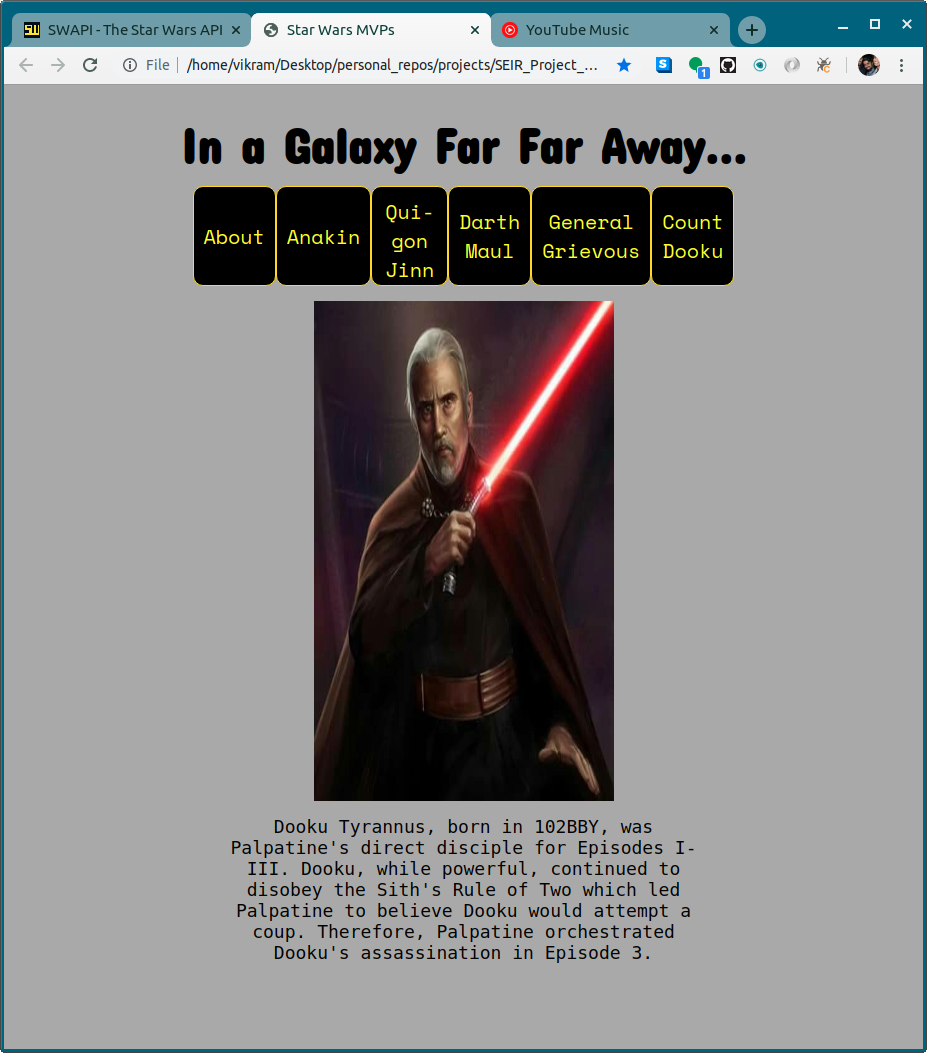 SWAPI - The Star Wars API
Star Wars MVPs
YouTube Music
File
/home/vikram/Desktop/personal_repos/projects/SEIR_Project_...
S
1
In a Galaxy Far Far Away...
About
Anakin
Qui-
gon
Jinn
Darth
Maul
General
Grievous
Count
Dooku
Dooku Tyrannus, born in 102BBY, was
Palpatine's direct disciple for Episodes I-
III. Dooku, while powerful, continued to
disobey the Sith's Rule of Two which led
Palpatine to believe Dooku would attempt a
coup. Therefore, Palpatine orchestrated
Dooku's assassination in Episode 3.